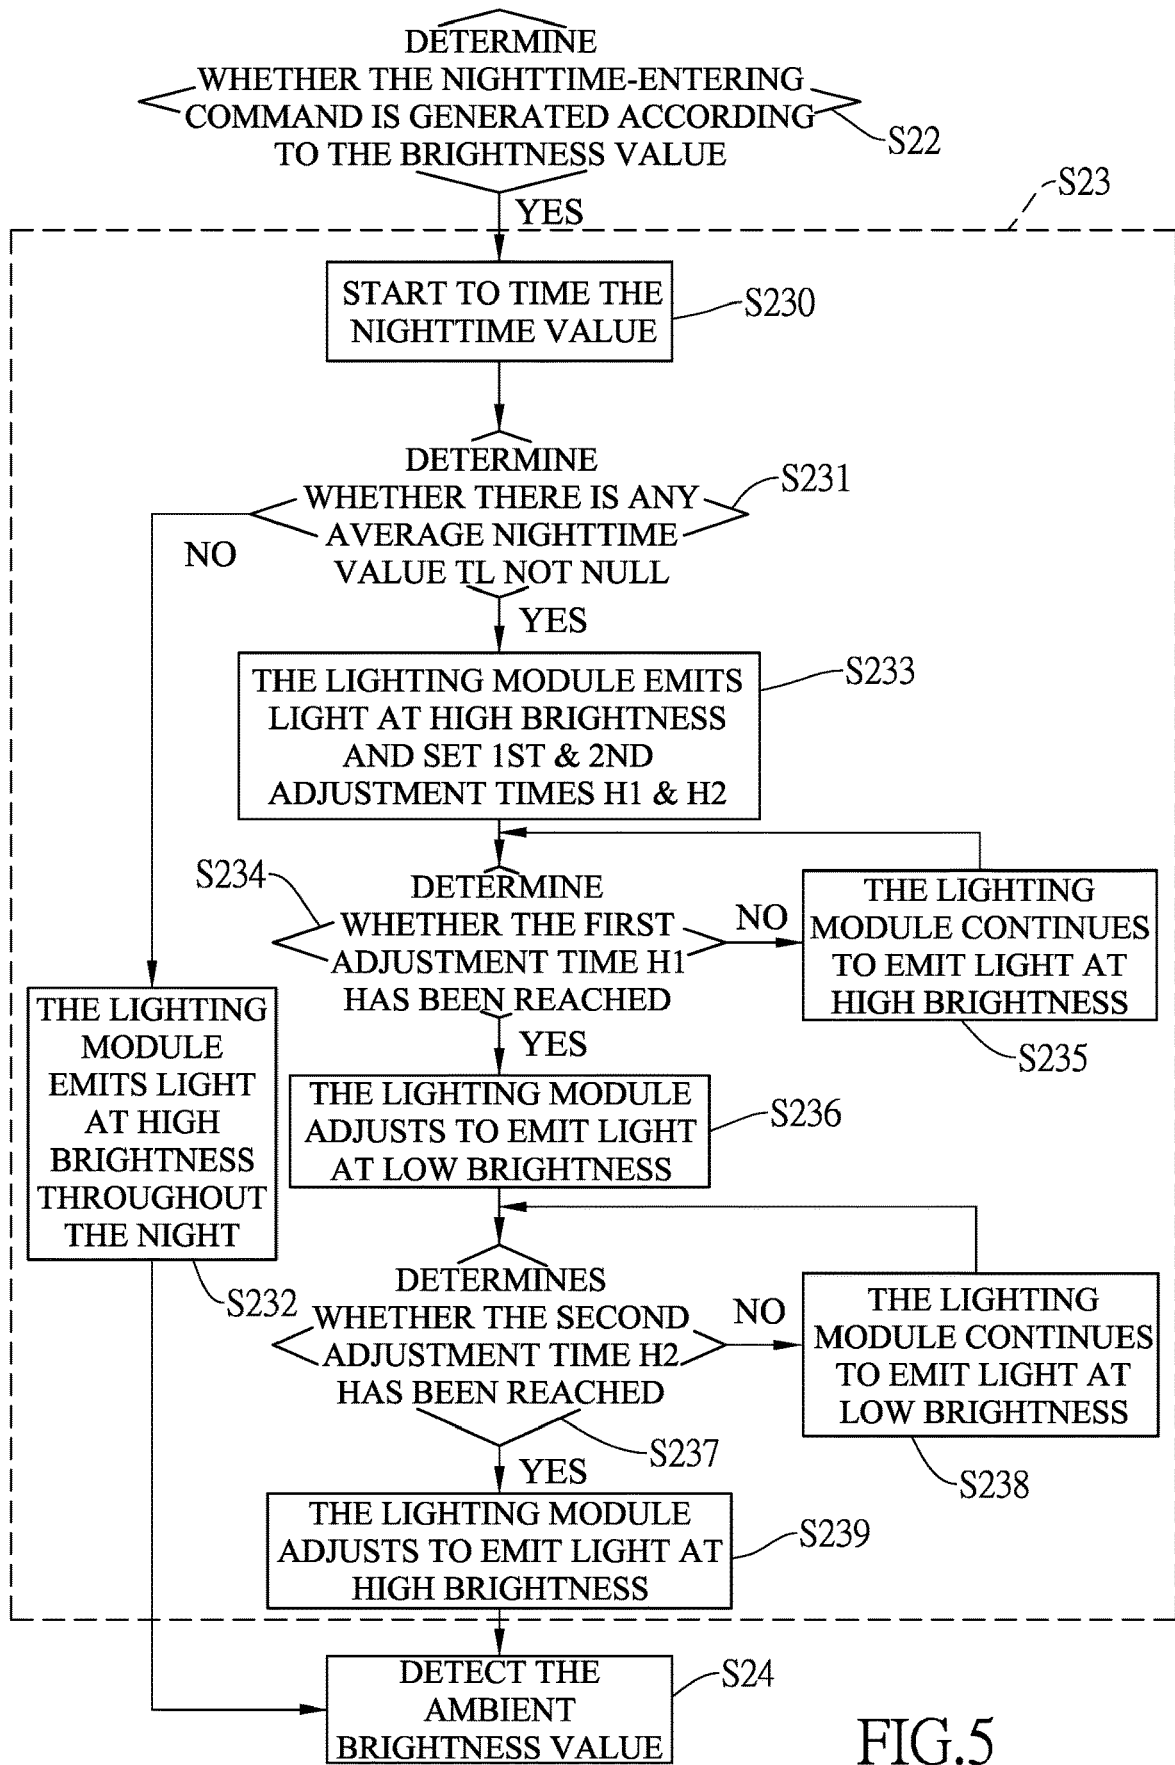 DETERMINE
WHETHER THE NIGHTTIME-ENTERING
COMMAND IS GENERATED ACCORDING
TO THE BRIGHTNESS VALUE
S22
YES
S23
START TO TIME THE
NIGHTTIME VALUE
S230
DETERMINE
WHETHER THERE IS ANY
AVERAGE NIGHTTIME
VALUE TL NOT NULL
S231
NO
YES
THE LIGHTING MODULE EMITS
LIGHT AT HIGH BRIGHTNESS
AND SET 1ST & 2ND
ADJUSTMENT TIMES H1 & H2
S233
S234
DETERMINE
WHETHER THE FIRST
ADJUSTMENT TIME H1
HAS BEEN REACHED
NO
THE LIGHTING
MODULE CONTINUES
TO EMIT LIGHT AT
HIGH BRIGHTNESS
S235
YES
THE LIGHTING
MODULE
EMITS LIGHT
AT HIGH
BRIGHTNESS
THROUGHOUT
THE NIGHT
S232
THE LIGHTING MODULE
ADJUSTS TO EMIT LIGHT
AT LOW BRIGHTNESS
S236
DETERMINES
WHETHER THE SECOND
ADJUSTMENT TIME H2
HAS BEEN REACHED
S237
NO
THE LIGHTING
MODULE CONTINUES
TO EMIT LIGHT AT
LOW BRIGHTNESS
S238
YES
THE LIGHTING MODULE
ADJUSTS TO EMIT LIGHT AT
HIGH BRIGHTNESS
S239
DETECT THE
AMBIENT
BRIGHTNESS VALUE
S24
FIG.5